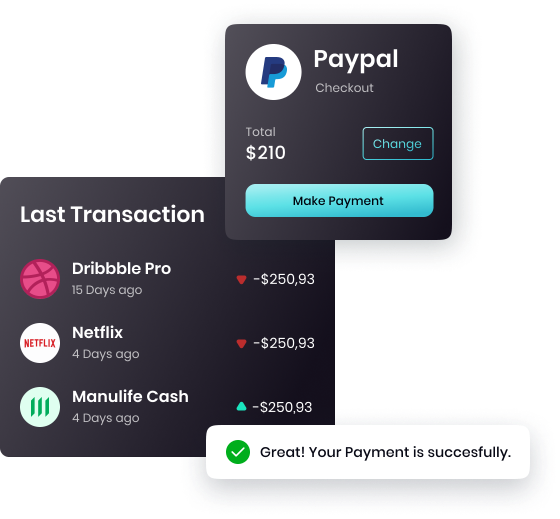 Paypal
Checkout
Total
$210
Change
Make Payment
Last Transaction
Dribbble Pro
15 Days ago
-$250,93
NETFLIX
Netflix
4 Days ago
-$250,93
Manulife Cash
4 Days ago
-$250,93
Great! Your Payment is succesfully.